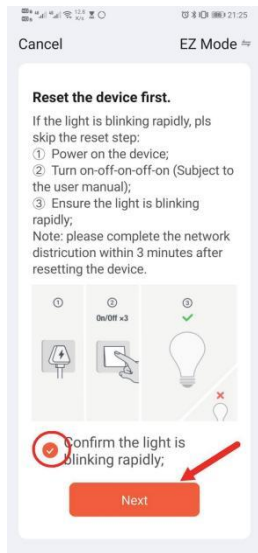 12.8
K/s
21:25
Cancel
EZ Mode
Reset the device first.
If the light is blinking rapidly, pls
skip the reset step:
① Power on the device;
② Turn on-off-on-off-on (Subject to
the user manual);
③ Ensure the light is blinking
rapidly;
Note: please complete the network
districution within 3 minutes after
resetting the device.
①
②
③
On/Off ×3
Confirm the light is
blinking rapidly;
Next